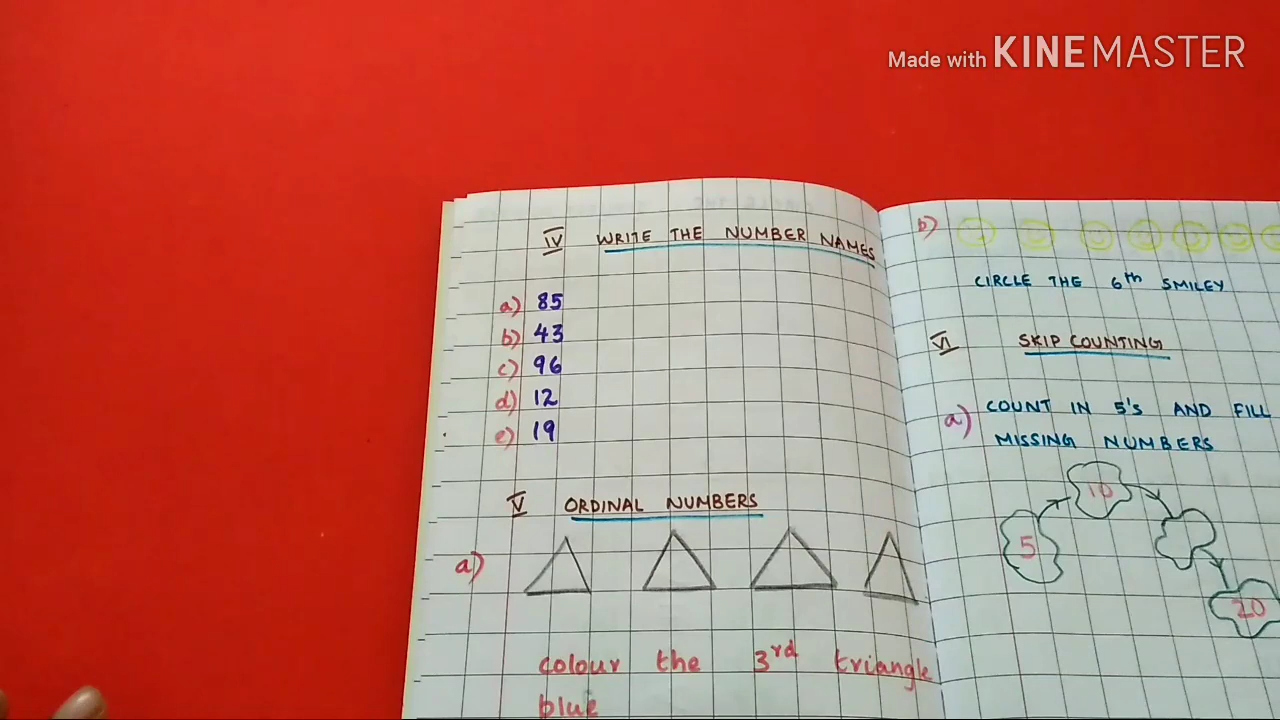 Made with KINEMASTER
IV WRITE THE NUMBER NAMES
a) 85
b) 43
c) 96
d) 12
e) 19
V ORDINAL NUMBERS
a)
colour the 3rd triangle
blue
b)
CIRCLE THE 6th SMILEY
VI SKIP COUNTING
a) COUNT IN 5's AND FILL
MISSING NUMBERS
5 10
20